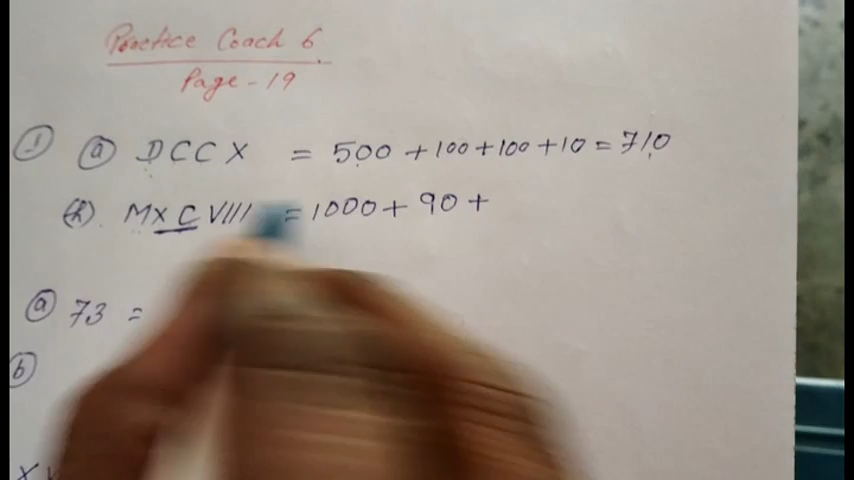 Practice Coach 6
Page - 19
① ⓐ DCCX = 500 + 100 + 100 + 10 = 710
(h) MXCVIII = 1000 + 90 +
ⓐ 73 =
ⓑ